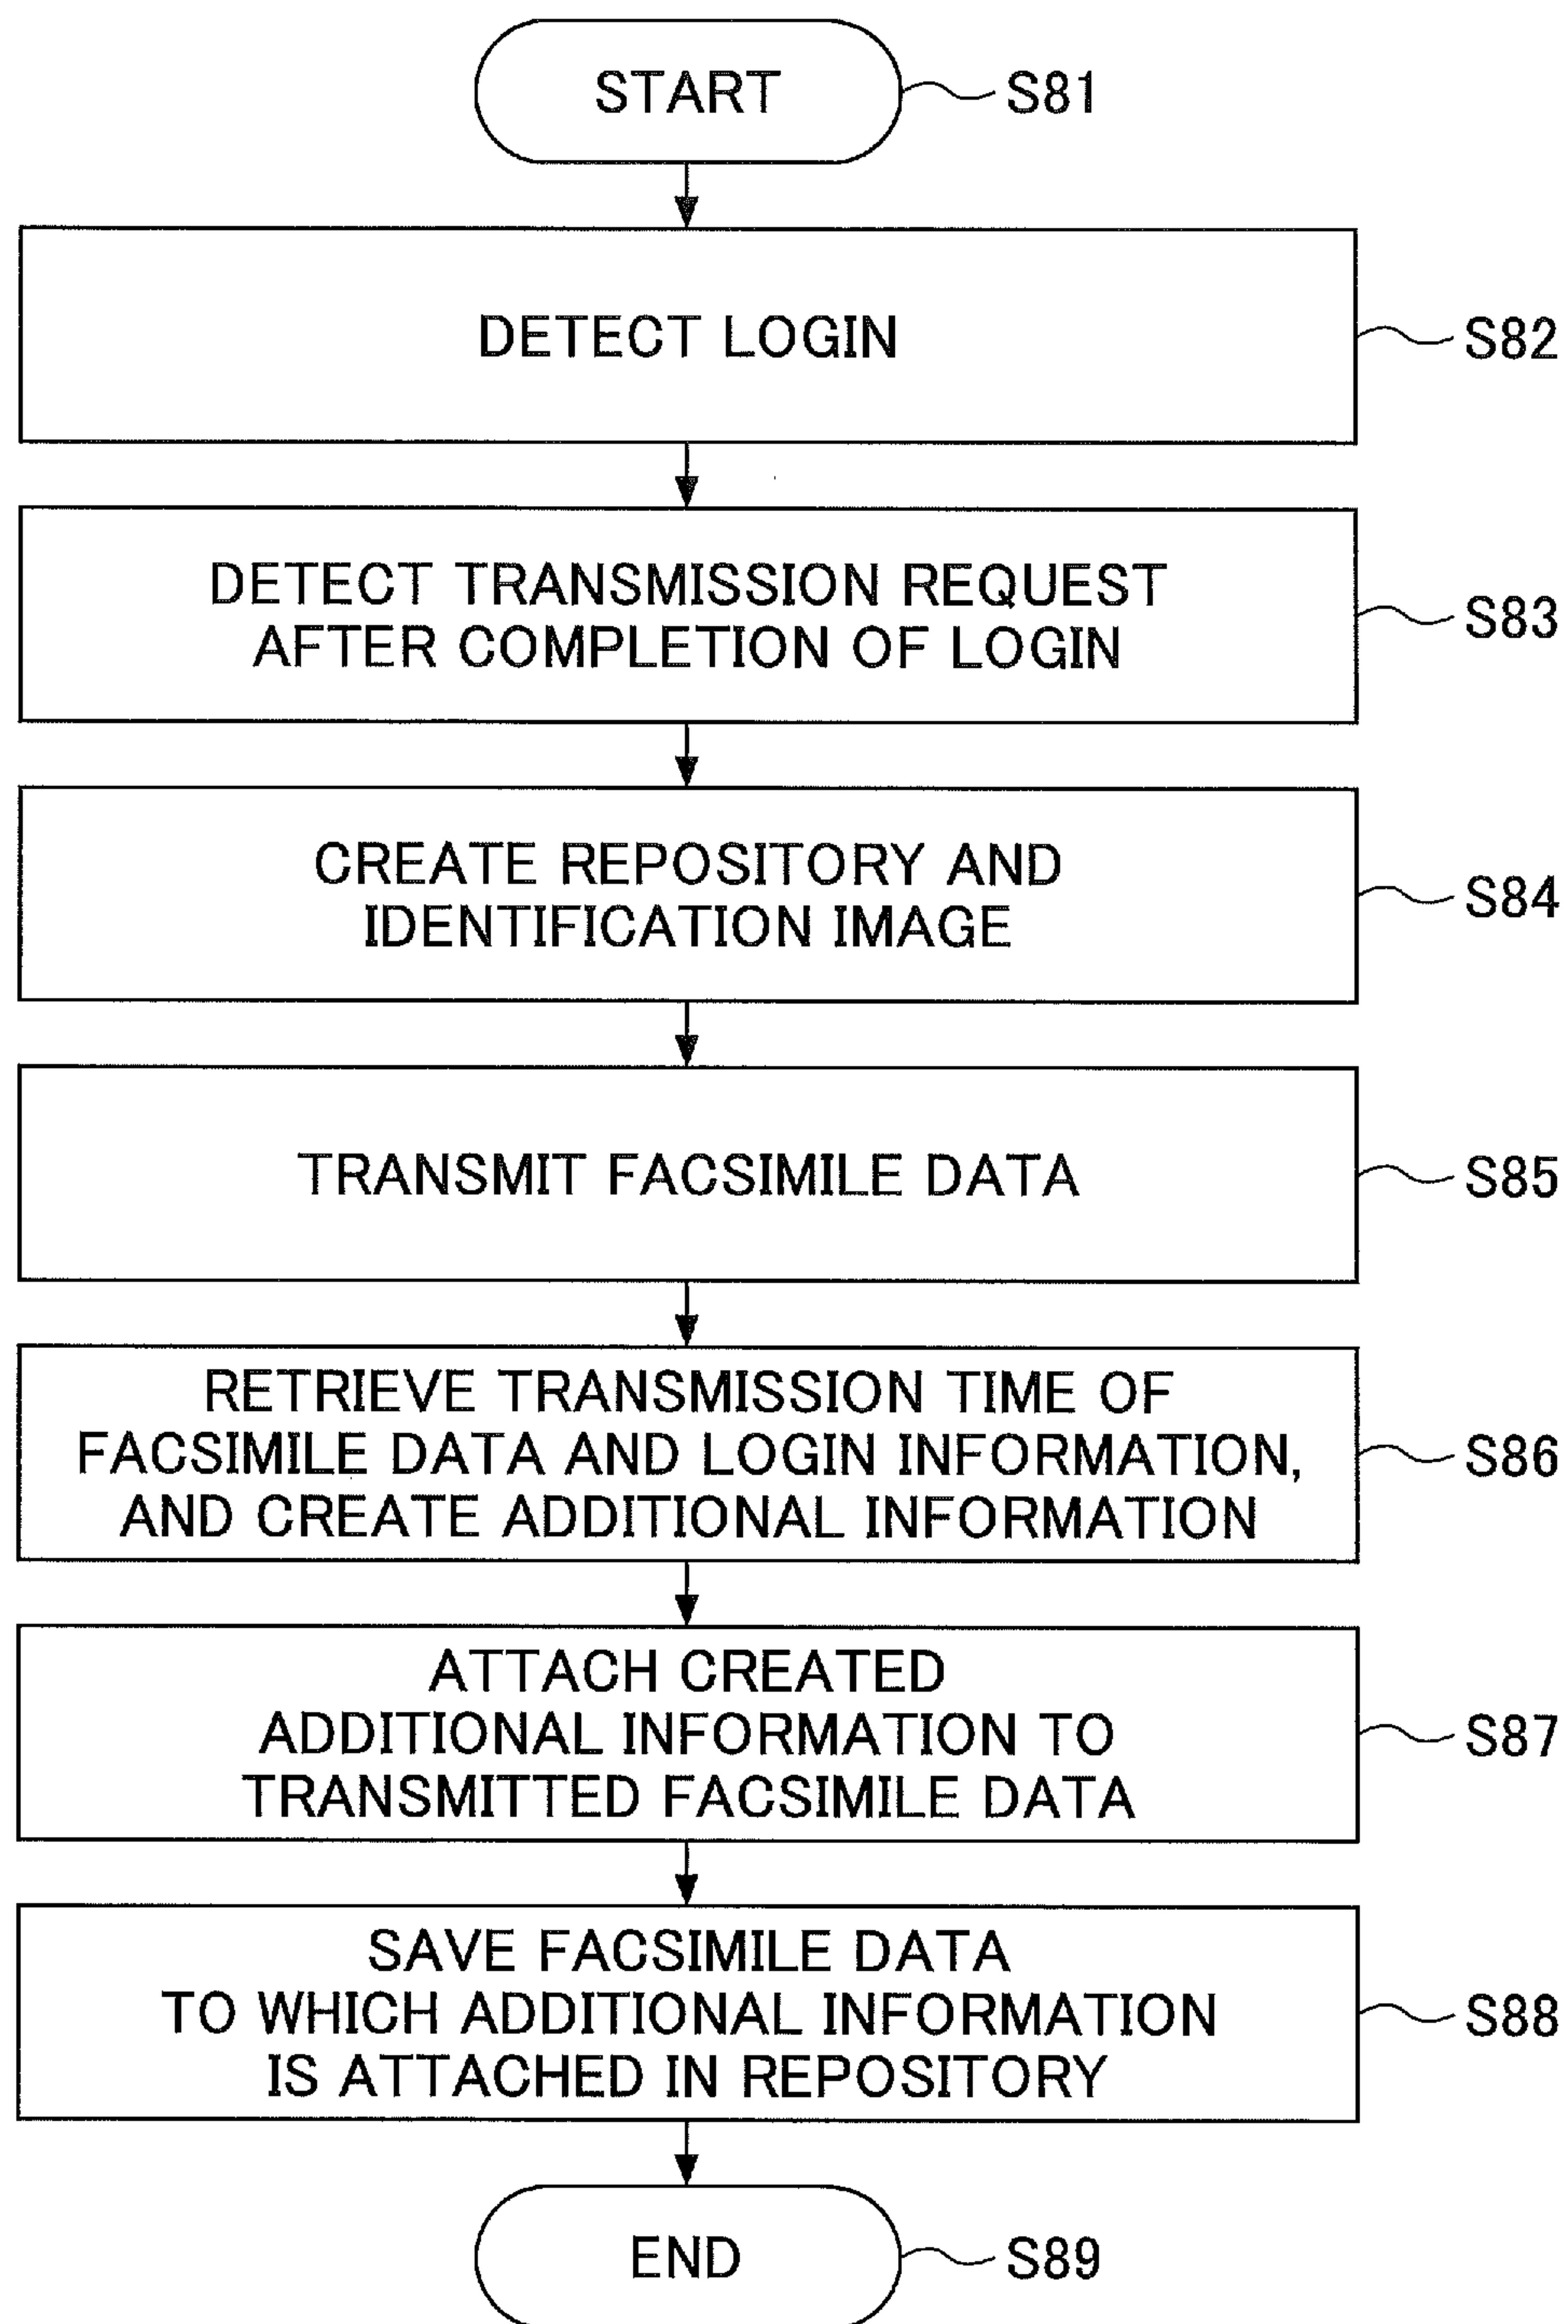 START
S81
DETECT LOGIN
S82
DETECT TRANSMISSION REQUEST
AFTER COMPLETION OF LOGIN
S83
CREATE REPOSITORY AND
IDENTIFICATION IMAGE
S84
TRANSMIT FACSIMILE DATA
S85
RETRIEVE TRANSMISSION TIME OF
FACSIMILE DATA AND LOGIN INFORMATION,
AND CREATE ADDITIONAL INFORMATION
S86
ATTACH CREATED
ADDITIONAL INFORMATION TO
TRANSMITTED FACSIMILE DATA
S87
SAVE FACSIMILE DATA
TO WHICH ADDITIONAL INFORMATION
IS ATTACHED IN REPOSITORY
S88
END
S89